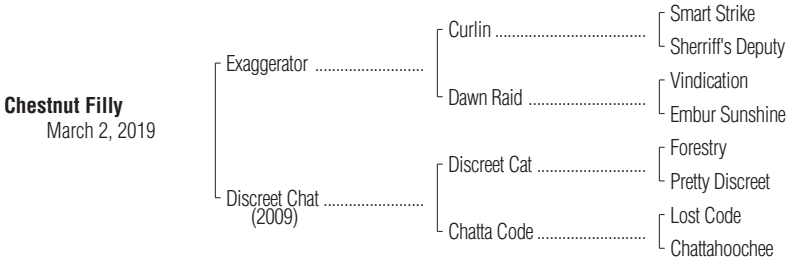 Smart Strike
Curlin ..........................................
Sherriff's Deputy
Exaggerator ..............................
Vindication
Dawn Raid ................................
Embur Sunshine
Chestnut Filly
March 2, 2019
Forestry
Discreet Cat ..............................
Pretty Discreet
Discreet Chat ............................
(2009)
Lost Code
Chatta Code ..............................
Chattahoochee